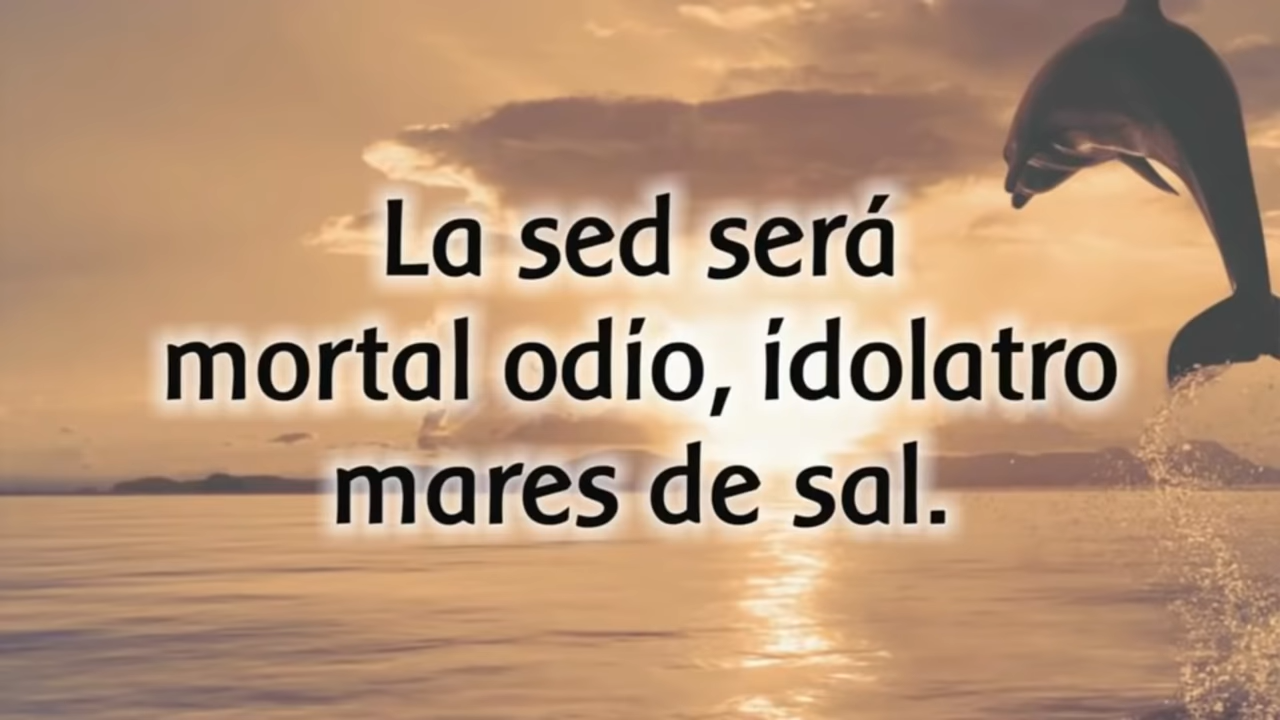 La sed será
mortal odío, ídolatro
mares de sal.